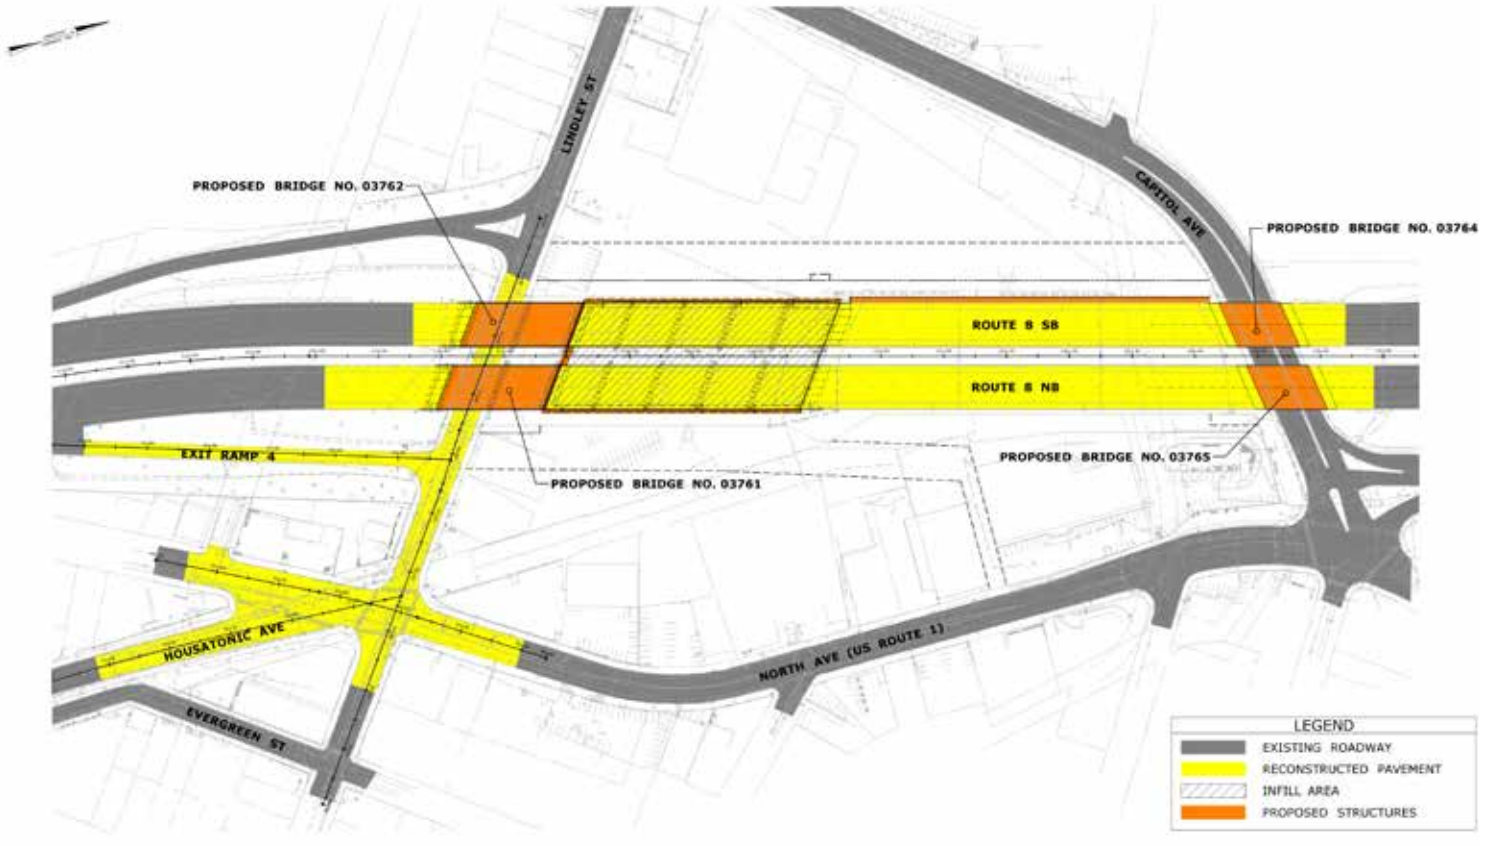 LINDLEY ST
PROPOSED BRIDGE NO. 03762
CAPITOL AVE
PROPOSED BRIDGE NO. 03764
ROUTE 8 SB
ROUTE 8 NB
EXIT RAMP 4
PROPOSED BRIDGE NO. 03765
PROPOSED BRIDGE NO. 03761
HOUSATONIC AVE
NORTH AVE (US ROUTE 1)
EVERGREEN ST
LEGEND
EXISTING ROADWAY
RECONSTRUCTED PAVEMENT
INFILL AREA
PROPOSED STRUCTURES